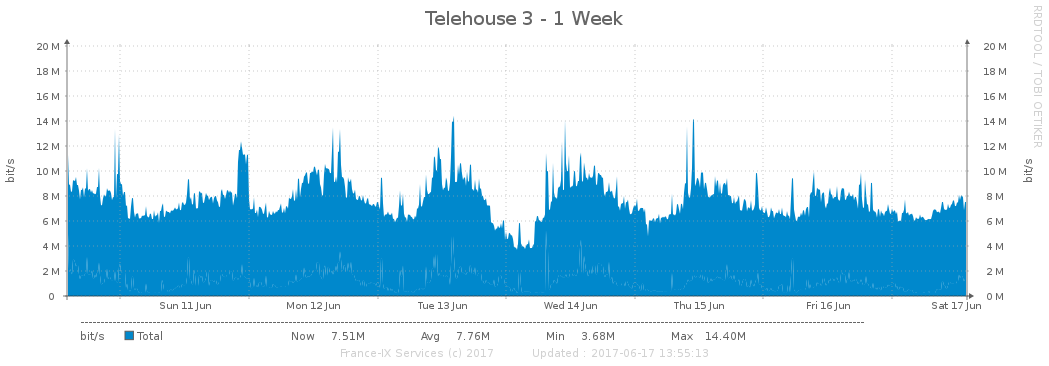 Telehouse 3 - 1 Week
RRDTOOL / TOBI OETIKER
bit/s
20 M 20 M
18 M 18 M
16 M 16 M
14 M 14 M
12 M 12 M
10 M 10 M
8 M 8 M
6 M 6 M
4 M 4 M
2 M 2 M
0 0 M
bit/s
Sun 11 Jun Mon 12 Jun Tue 13 Jun Wed 14 Jun Thu 15 Jun Fri 16 Jun Sat 17 Jun
bit/s Total Now 7.51M Avg 7.76M Min 3.68M Max 14.40M
France-IX Services (c) 2017 Updated : 2017-06-17 13:55:13